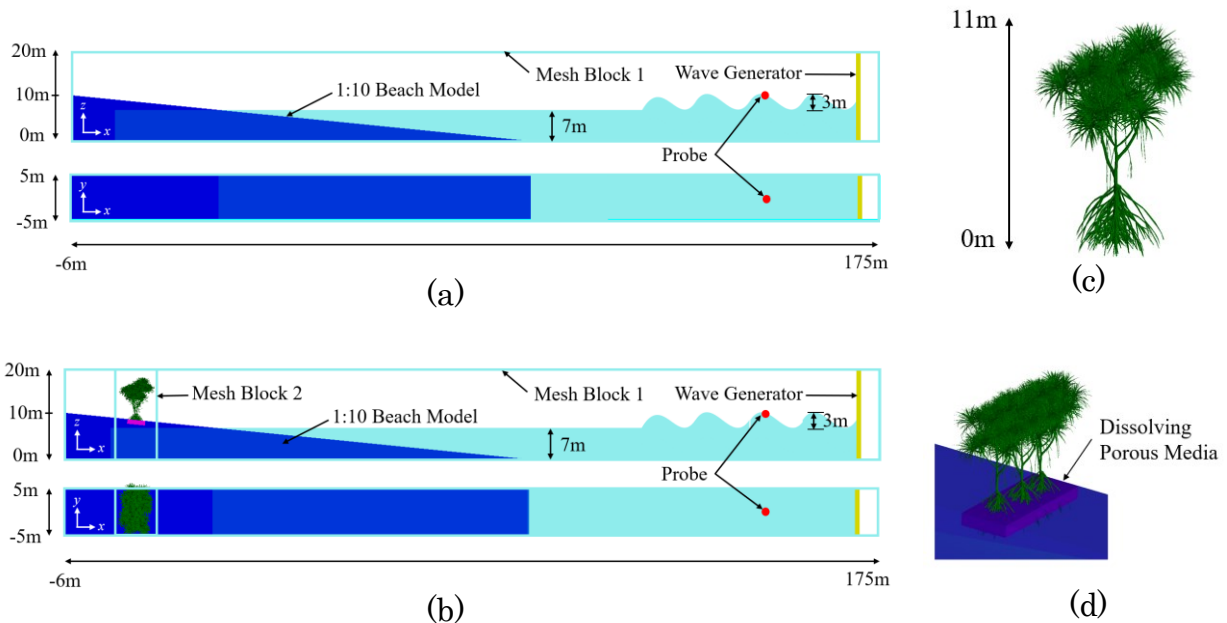 20m
10m
0m
z
x
1:10 Beach Model
Mesh Block 1
Wave Generator
3m
7m
Probe
5m
-5m
y
x
-6m
175m
(a)
11m
0m
(c)
20m
10m
0m
z
x
Mesh Block 2
1:10 Beach Model
Mesh Block 1
Wave Generator
3m
7m
Probe
5m
-5m
y
x
-6m
175m
(b)
Dissolving
Porous Media
(d)